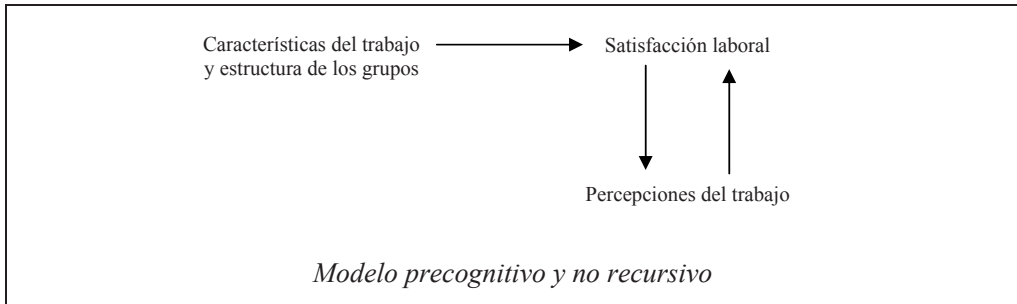 Características del trabajo
y estructura de los grupos
Satisfacción laboral
Percepciones del trabajo
Modelo precognitivo y no recursivo